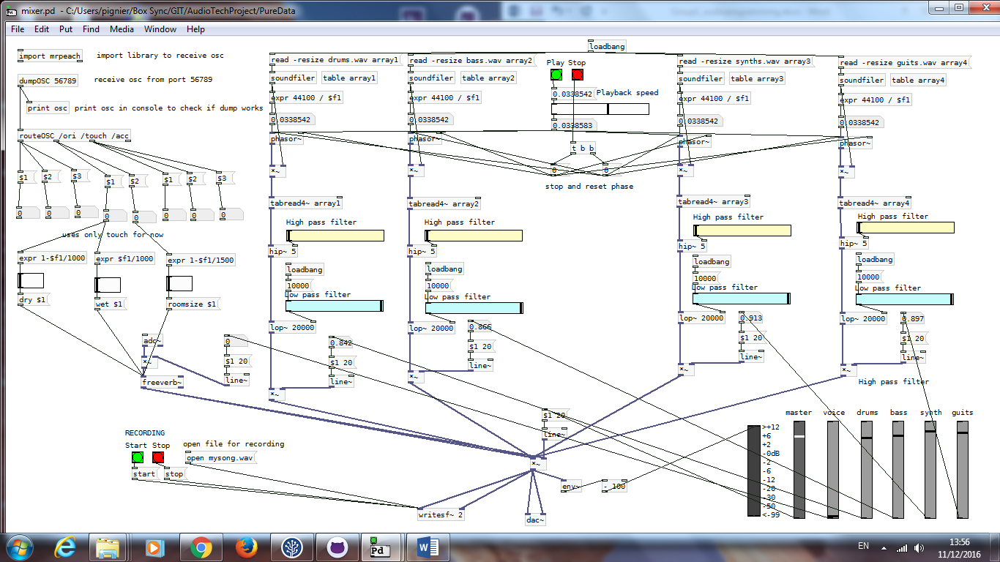 mixer.pd - C:/Users/pignier/Box Sync/GIT/AudioTechProject/PureData
File Edit Put Find Media Window Help
import mrpeach import library to receive osc
dumpOSC 56789 receive osc from port 56789
print osc print osc in console to check if dump works
routeOSC /ori /touch /acc
$1 $2 $3 $1 $2 $1 $2 $3
0 0 0 0 0 0 0 0
uses only touch for now
expr 1-$f1/1000 expr $f1/1000 expr 1-$f1/1500
dry $1 wet $1 roomsize $1
adc~
*~
freeverb~
0
$1 20
line~
read -resize drums.wav array1
soundfiler table array1
expr 44100 / $f1
0.0338542
phasor~
*~
tabread4~ array1
High pass filter
hip~ 5
loadbang
10000
Low pass filter
lop~ 20000
0.842
$1 20
line~
*~
read -resize bass.wav array2
soundfiler table array2
expr 44100 / $f1
0.0338542
phasor~
*~
tabread4~ array2
High pass filter
hip~ 5
loadbang
10000
Low pass filter
lop~ 20000
0.866
$1 20
line~
*~
loadbang
Play Stop
0.0338542 Playback speed
0.0338583
t b b
0 0
stop and reset phase
read -resize synths.wav array3
soundfiler table array3
expr 44100 / $f1
0.0338542
phasor~
*~
tabread4~ array3
High pass filter
hip~ 5
loadbang
10000
Low pass filter
lop~ 20000
0.913
$1 20
line~
*~
read -resize guits.wav array4
soundfiler table array4
expr 44100 / $f1
0.0338542
phasor~
*~
tabread4~ array4
High pass filter
hip~ 5
loadbang
10000
Low pass filter
lop~ 20000
0.897
$1 20
line~
*~
High pass filter
RECORDING
Start Stop open file for recording
open mysong.wav
start stop
$1 20
line~
*~
env~ - 100
writesf~ 2
dac~
master voice drums bass synth guits
>+12
+6
+2
-0dB
-2
-6
-12
-20
-30
-50
<-99
Pd
EN
13:56
11/12/2016